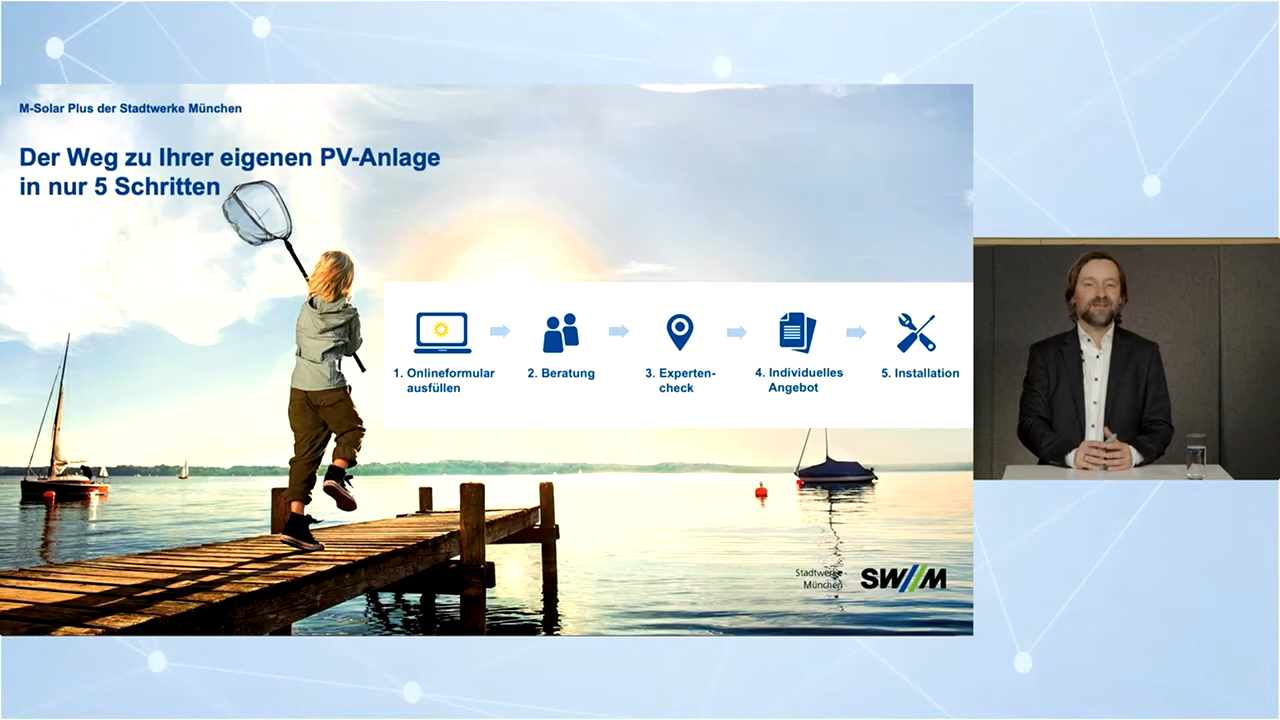 M-Solar Plus der Stadtwerke München
Der Weg zu Ihrer eigenen PV-Anlage
in nur 5 Schritten
1. Onlineformular
ausfüllen
2. Beratung
3. Experten-
check
4. Individuelles
Angebot
5. Installation
Stadtwerke
München
SWM